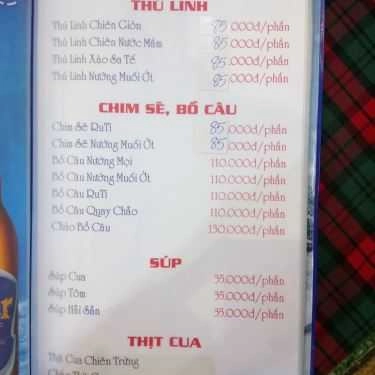 THỦ LINH
Thủ Linh Chiên Giòn 75.000đ/phần
Thủ Linh Chiên Nước Mắm 85.000đ/phần
Thủ Linh Xào Sa Tế 85.000đ/phần
Thủ Linh Nướng Muối Ớt 85.000đ/phần
CHIM SẺ, BỒ CÂU
Chim Sẻ RuTi 85.000đ/phần
Chim Sẻ Nướng Muối Ớt 85.000đ/phần
Bồ Câu Nướng Mọi 110.000đ/phần
Bồ Câu Nướng Muối Ớt 110.000đ/phần
Bồ Câu RuTi 110.000đ/phần
Bồ Câu Quay Chảo 110.000đ/phần
Cháo Bồ Câu 130.000đ/phần
SÚP
Súp Cua 35.000đ/phần
Súp Tôm 35.000đ/phần
Súp Hải Sản 35.000đ/phần
THỊT CUA
Thịt Cua Chiên Trứng